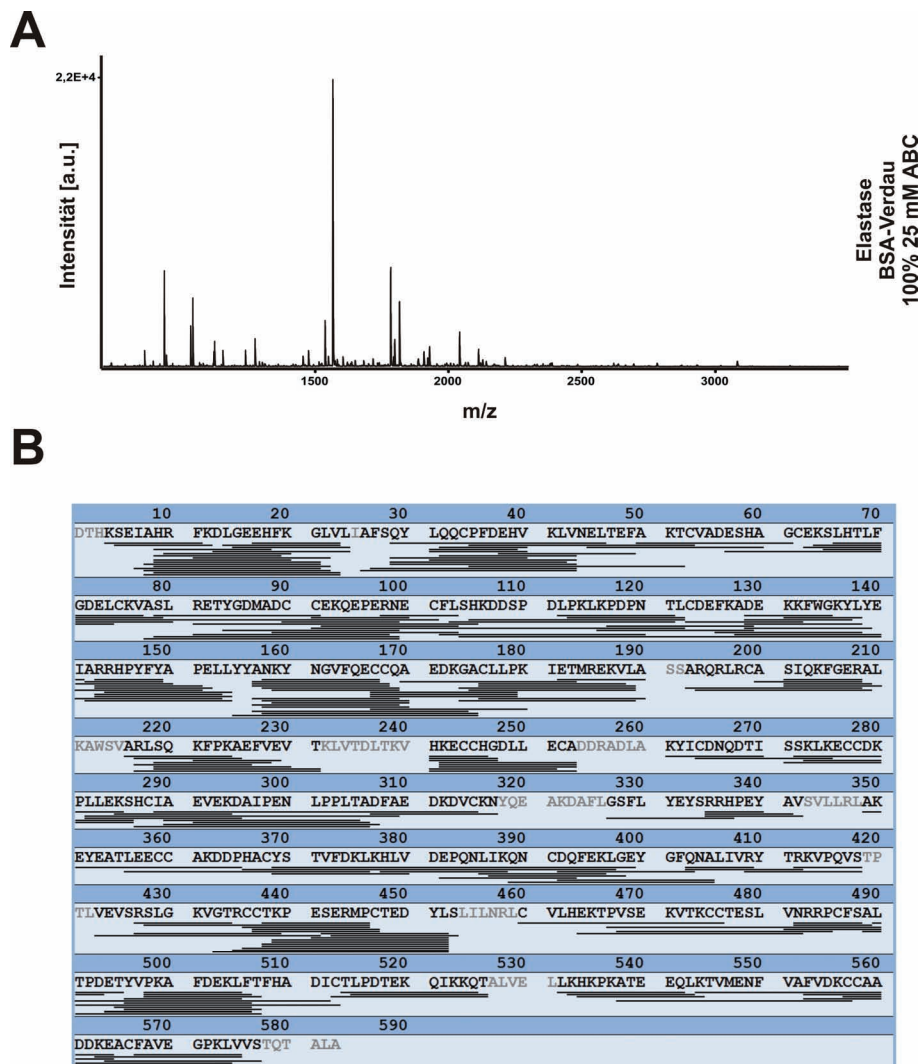 A
2,2E+4
Intensität [a.u.]
1500 2000 2500 3000
m/z
Elastase
BSA-Verdau
100% 25 mM ABC
B
10 20 30 40 50 60 70
DTHKSEIAHR FKDLGEEHFK GLVLIAFSQY LQQCPFDEHV KLVNELTEFA KTCVADESHA GCEKSLHTLF
80 90 100 110 120 130 140
GDELCKVASL RETYGDMADC CEKQEPERNE CFLSHKDDSP DLPKLKPDPN TLCDEFKADE KKFWGKYLYE
150 160 170 180 190 200 210
IARRHPYFYA PELLYYANKY NGVFQECCQA EDKGACLLPK IETMREKVLA SSARQRLRCA SIQKFGERAL
220 230 240 250 260 270 280
KAWSVARLSQ KFPKAEFVEV TKLVTDLTKV HKECCHGDLL ECADDRADLA KYICDNQDTI SSKLKECCDK
290 300 310 320 330 340 350
PLLEKSHCIA EVEKDAIPEN LPPLTADFAE DKDVCKNYQE AKDAFLGSFL YEYSRRHPEY AVSVLLRLAK
360 370 380 390 400 410 420
EYEATLEECC AKDDPHACYS TVFDKLKHLV DEPQNLIKQN CDQFEKLGEY GFQNALIVRY TRKVPQVSTP
430 440 450 460 470 480 490
TLVEVSRSLG KVGTRCCTKP ESERMPCTED YLSLILNRLC VLHEKTPVSE KVTKCCTESL VNRRPCFSAL
500 510 520 530 540 550 560
TPDETYVPKA FDEKLFTFHA DICTLPDTEK QIKKQTALVE LLKHKPKATE EQLKTVMENF VAFVDKCCAA
570 580 590
DDKEACFAVE GPKLVVSTQT ALA